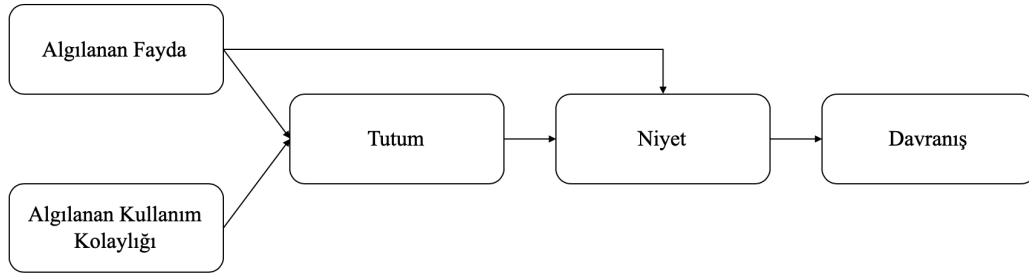 Algılanan Fayda
Tutum
Niyet
Davranış
Algılanan Kullanım
Kolaylığı